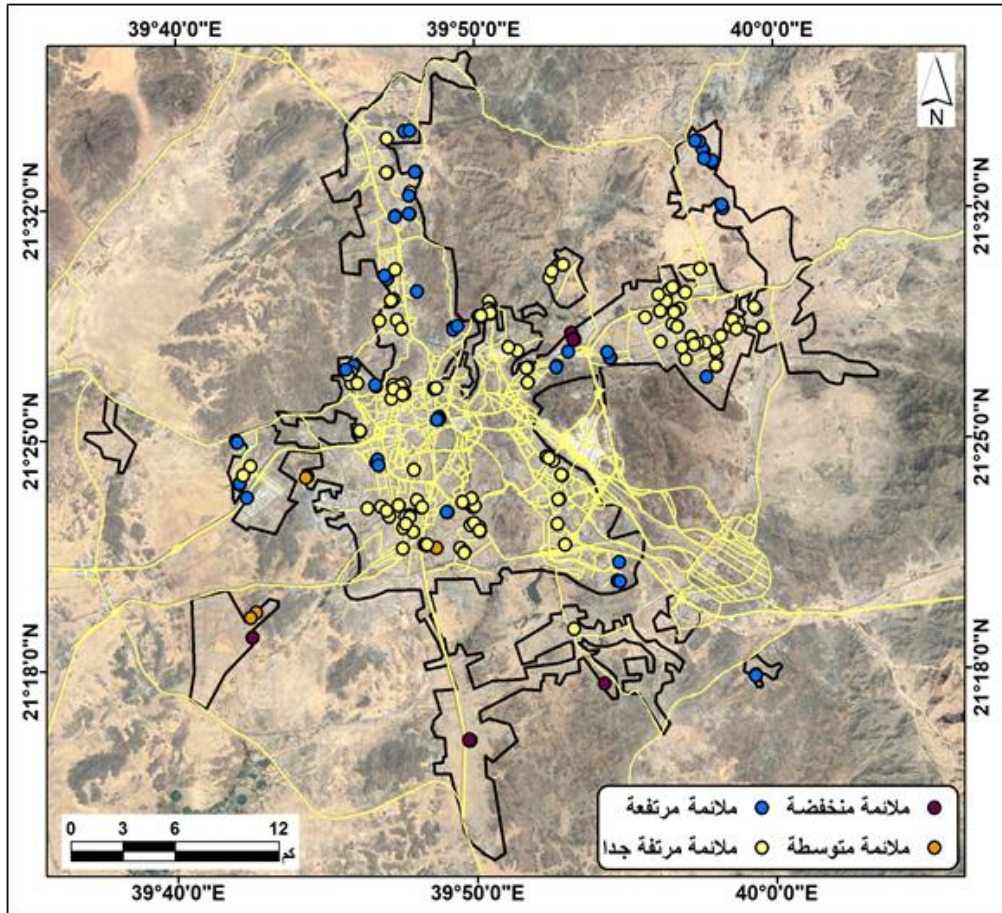 39°40'0"E 39°50'0"E 40°0'0"E
N
21°32'0"N 21°32'0"N
21°25'0"N 21°25'0"N
21°18'0"N 21°18'0"N
ملائمة منخفضة ملائمة مرتفعة
ملائمة متوسطة ملائمة مرتفة جدا
0 3 6 12
كم
39°40'0"E 39°50'0"E 40°0'0"E